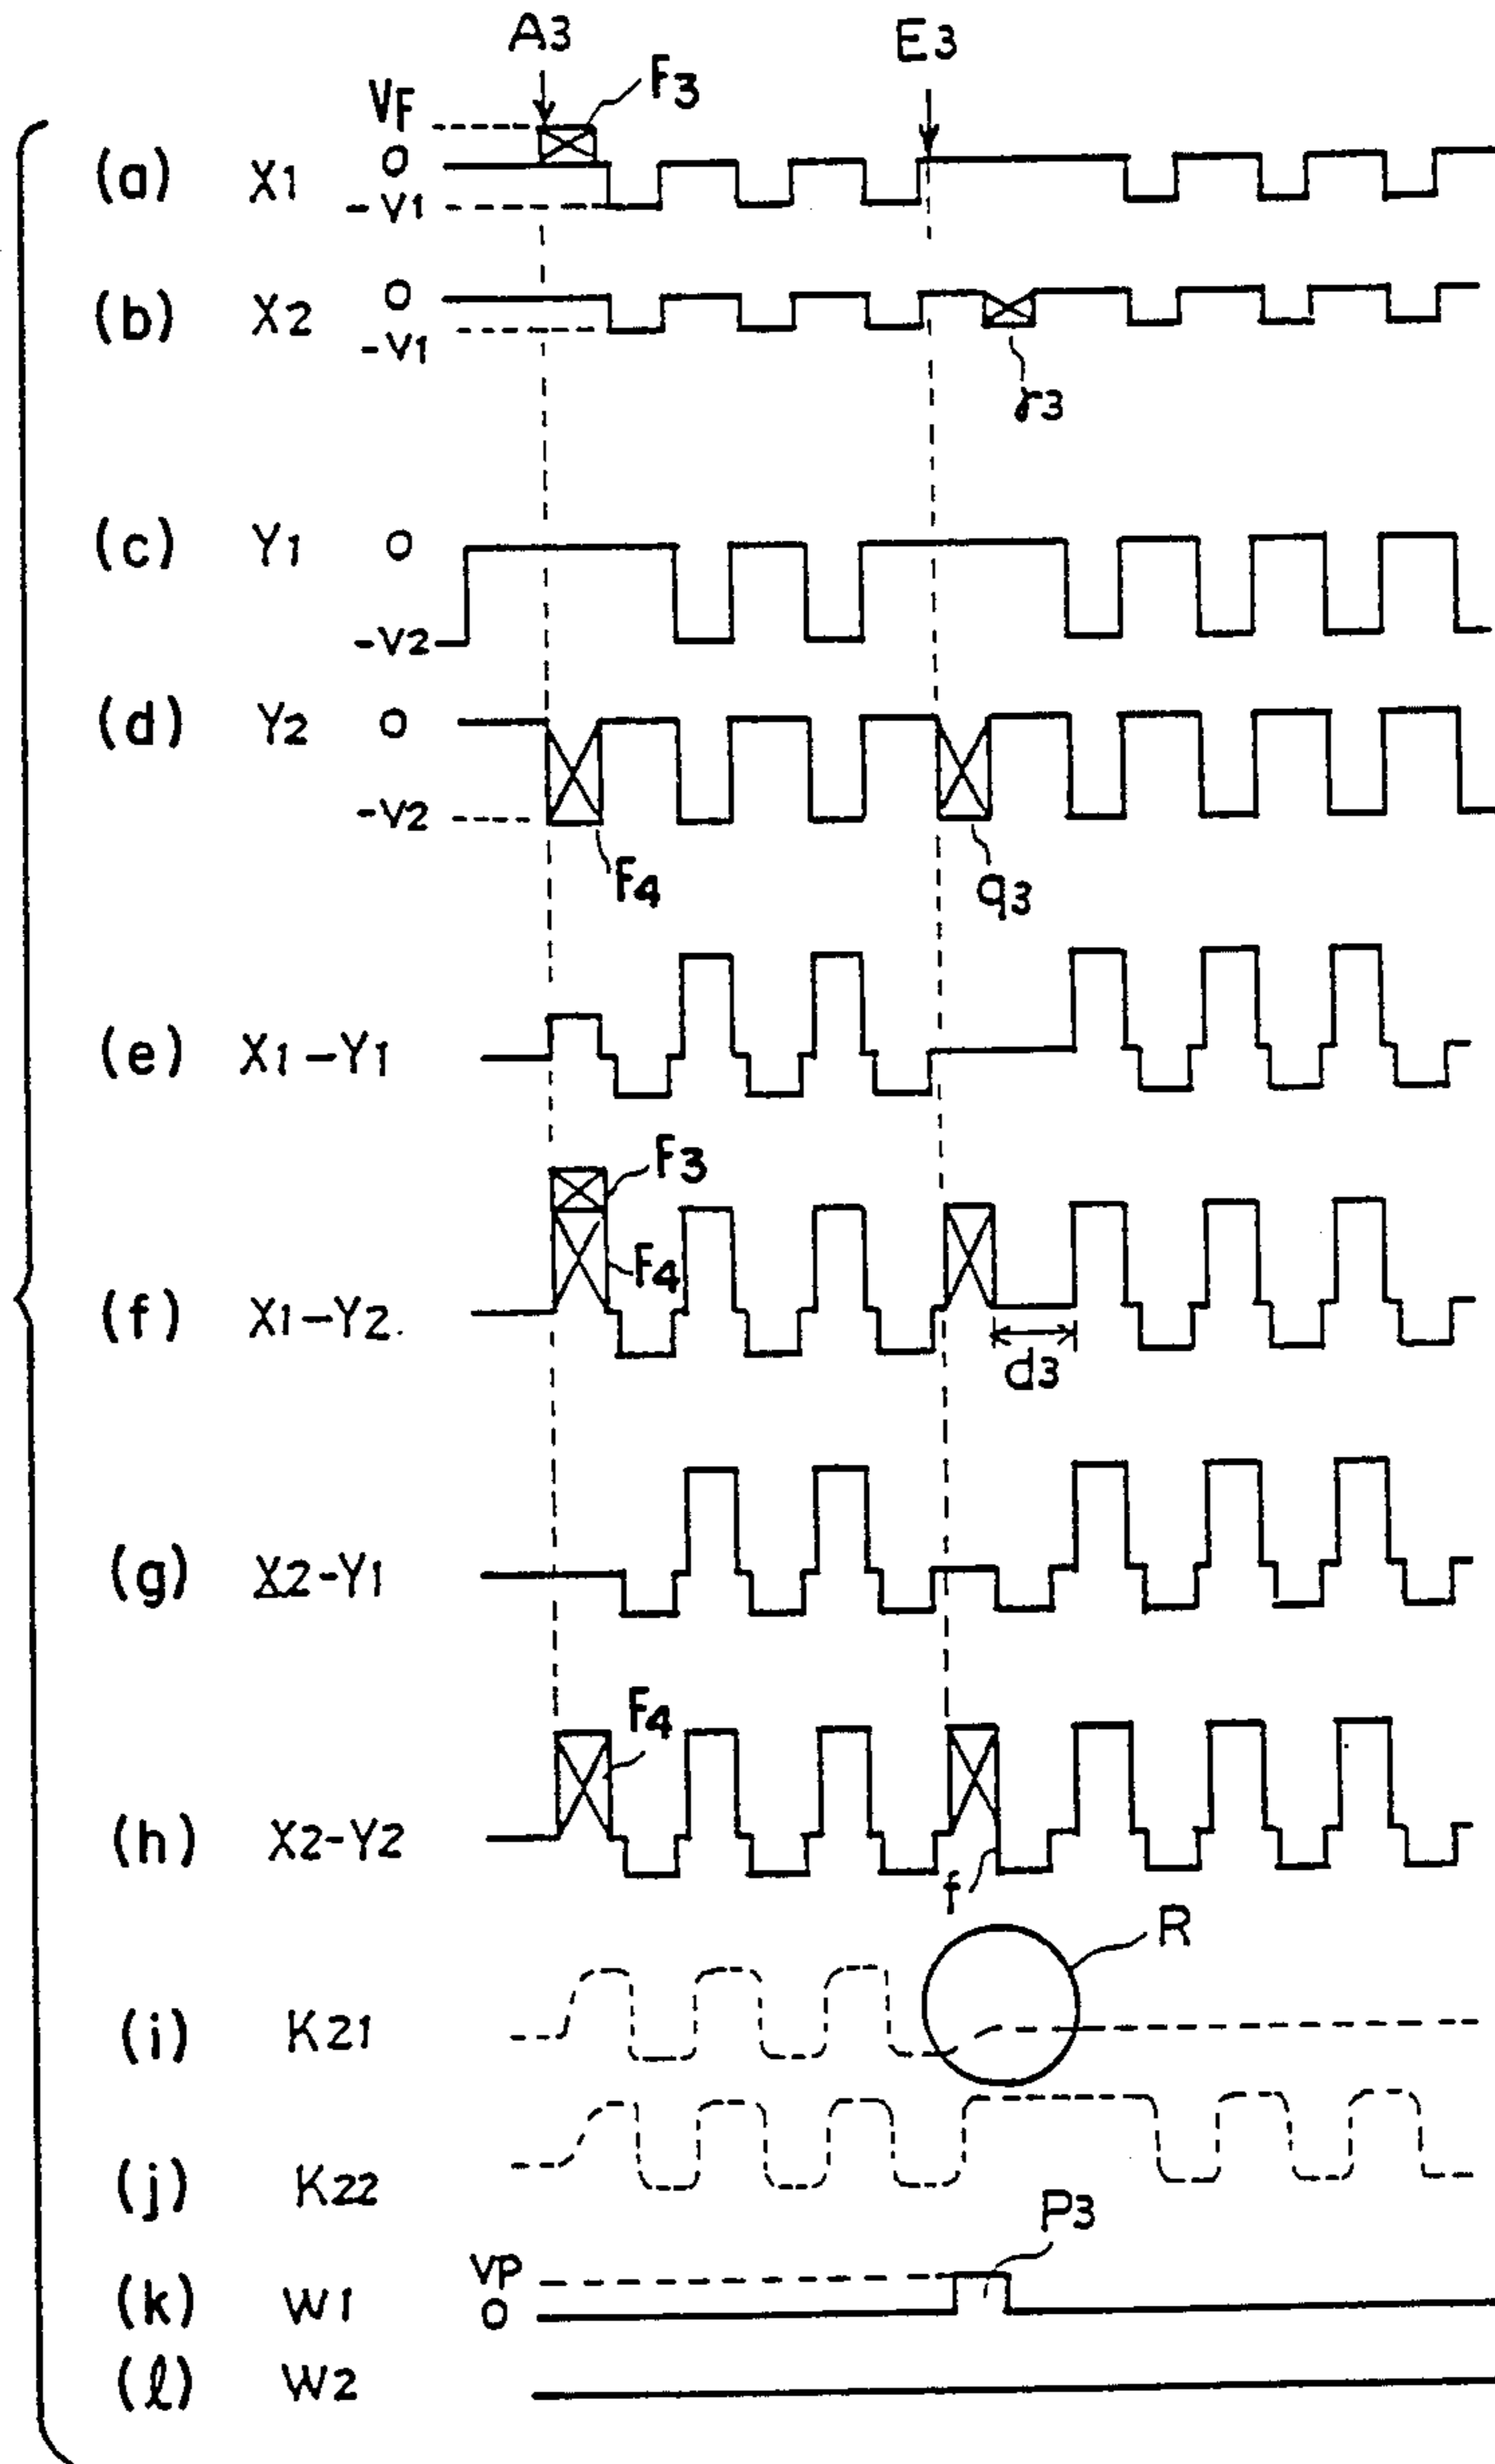 A3
E3
VF
F3
(a) X1 0
-V1
(b) X2 0
-V1
γ3
(c) Y1 0
-V2
(d) Y2 0
-V2
F4
q3
(e) X1-Y1
F3
F4
(f) X1-Y2
d3
(g) X2-Y1
F4
(h) X2-Y2
f
R
(i) K21
(j) K22
P3
VP
(k) W1 0
(l) W2